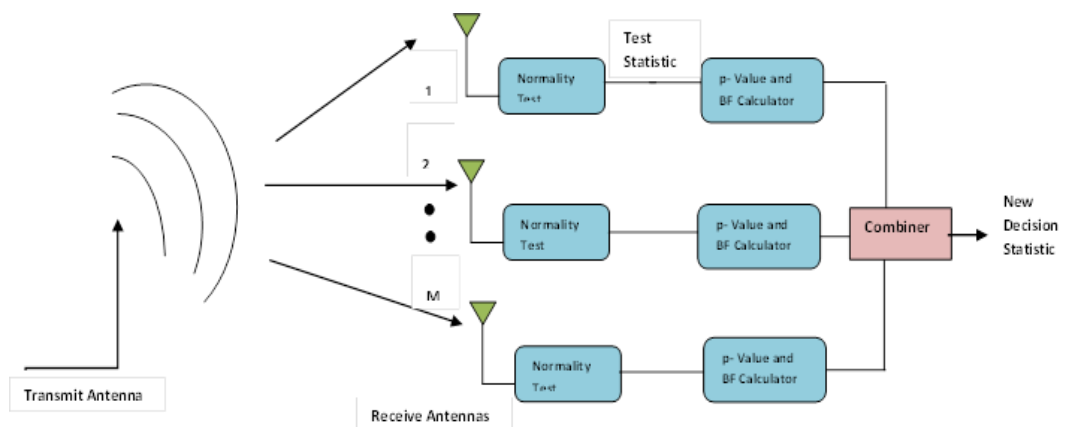 Test
Statistic
Normality
Test
p- Value and
BF Calculator
1
2
Normality
Test
p- Value and
BF Calculator
Combiner
New
Decision
Statistic
M
Normality
Test
p- Value and
BF Calculator
Transmit Antenna
Receive Antennas